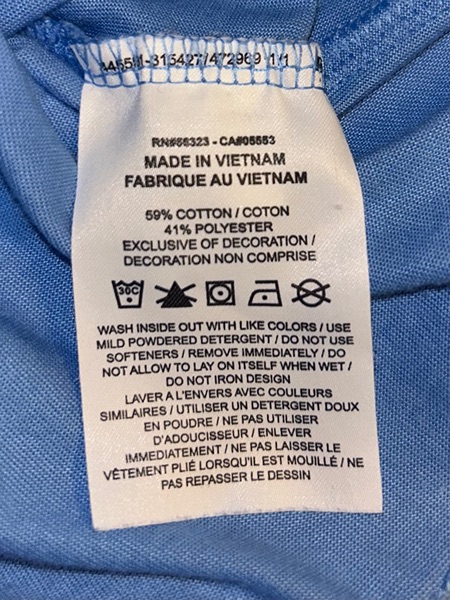 RN#56323 - CA#05553
MADE IN VIETNAM
FABRIQUE AU VIETNAM
59% COTTON / COTON
41% POLYESTER
EXCLUSIVE OF DECORATION /
DECORATION NON COMPRISE
30C
WASH INSIDE OUT WITH LIKE COLORS / USE
MILD POWDERED DETERGENT / DO NOT USE
SOFTENERS / REMOVE IMMEDIATELY / DO
NOT ALLOW TO LAY ON ITSELF WHEN WET /
DO NOT IRON DESIGN
LAVER A L'ENVERS AVEC COULEURS
SIMILAIRES / UTILISER UN DETERGENT DOUX
EN POUDRE / NE PAS UTILISER
D'ADOUCISSEUR / ENLEVER
IMMEDIATEMENT / NE PAS LAISSER LE
VÊTEMENT PLIÉ LORSQU'IL EST MOUILLÉ / NE
PAS REPASSER LE DESSIN